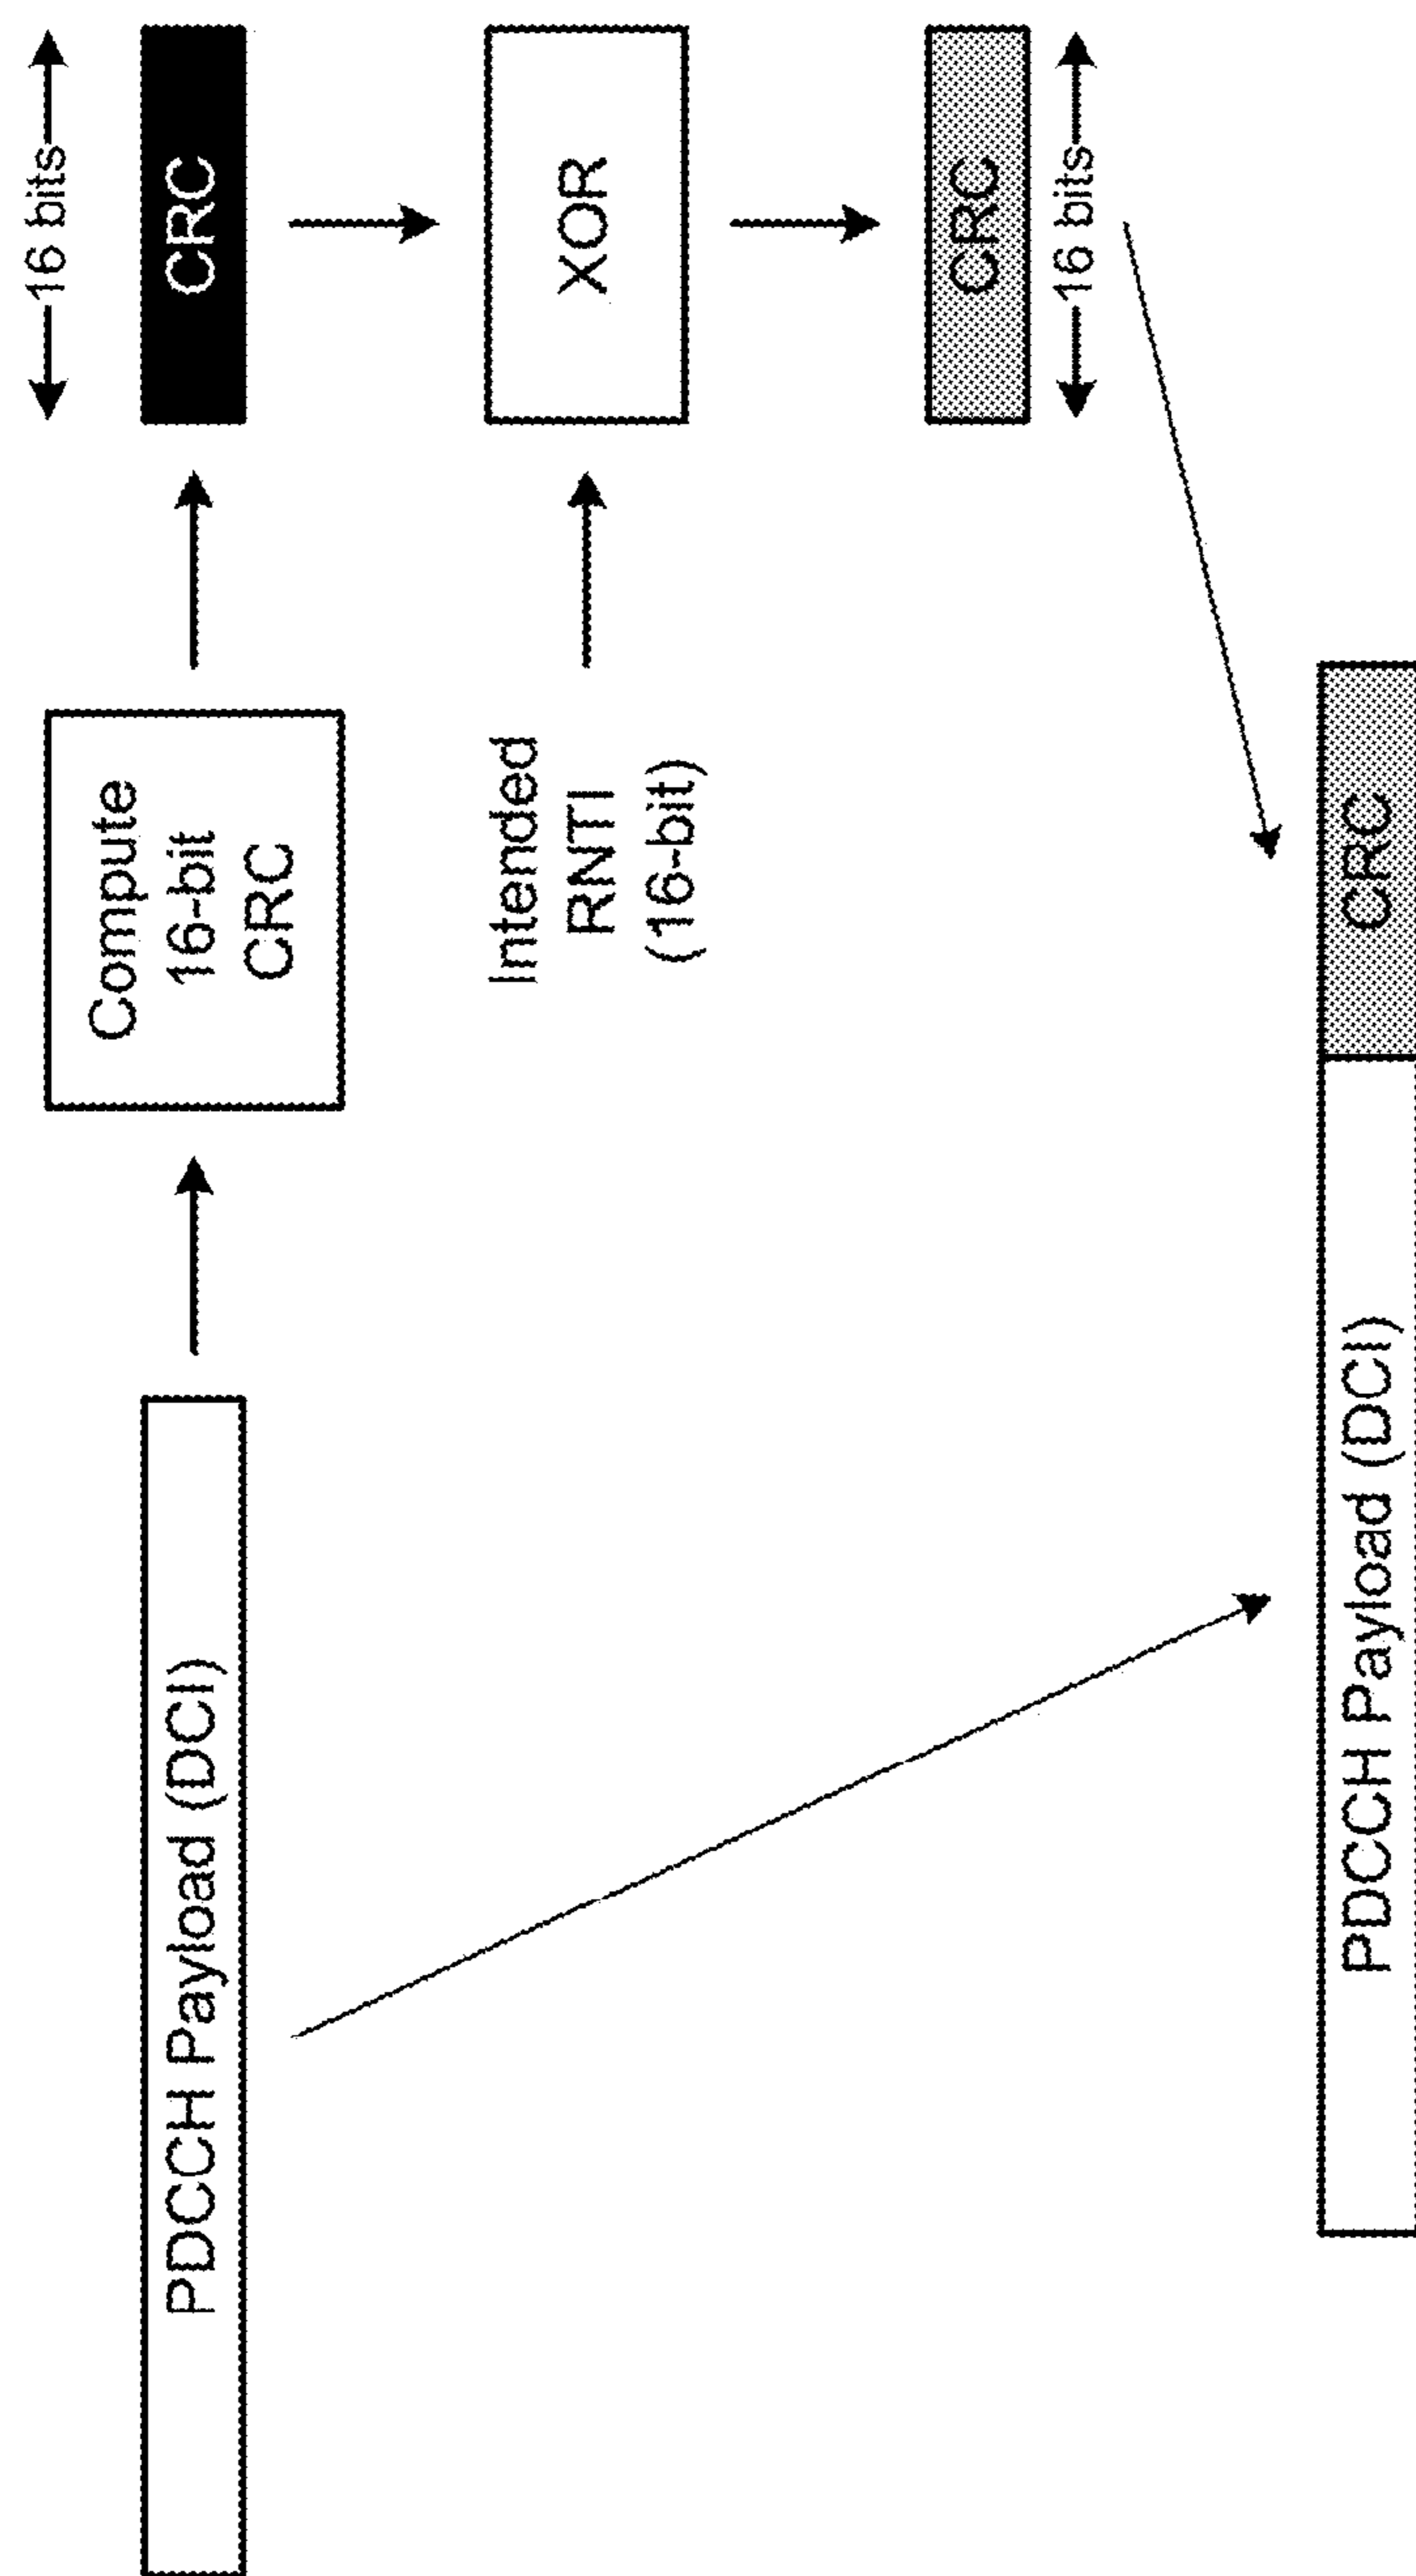 16 bits
PDCCH Payload (DCI)
Compute
16-bit
CRC
CRC
Intended
RNTI
(16-bit)
XOR
CRC
16 bits
PDCCH Payload (DCI)
CRC